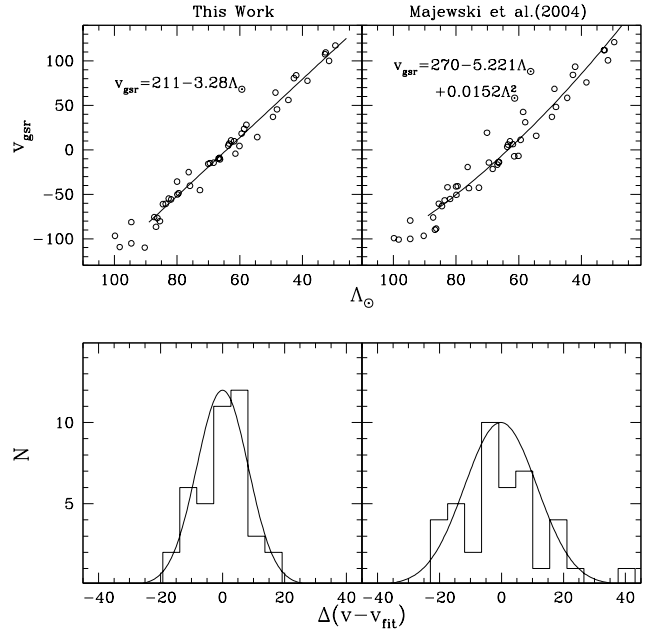 This Work
Majewski et al.(2004)
v_gsr=211−3.28Λ_⊙
v_gsr=270−5.221Λ_⊙
+0.0152Λ²_⊙
v_gsr
100
50
0
−50
−100
100 80 60 40 100 80 60 40
Λ_⊙
N
10
5
−40 −20 0 20 40 −40 −20 0 20 40
Δ(v−v_fit)